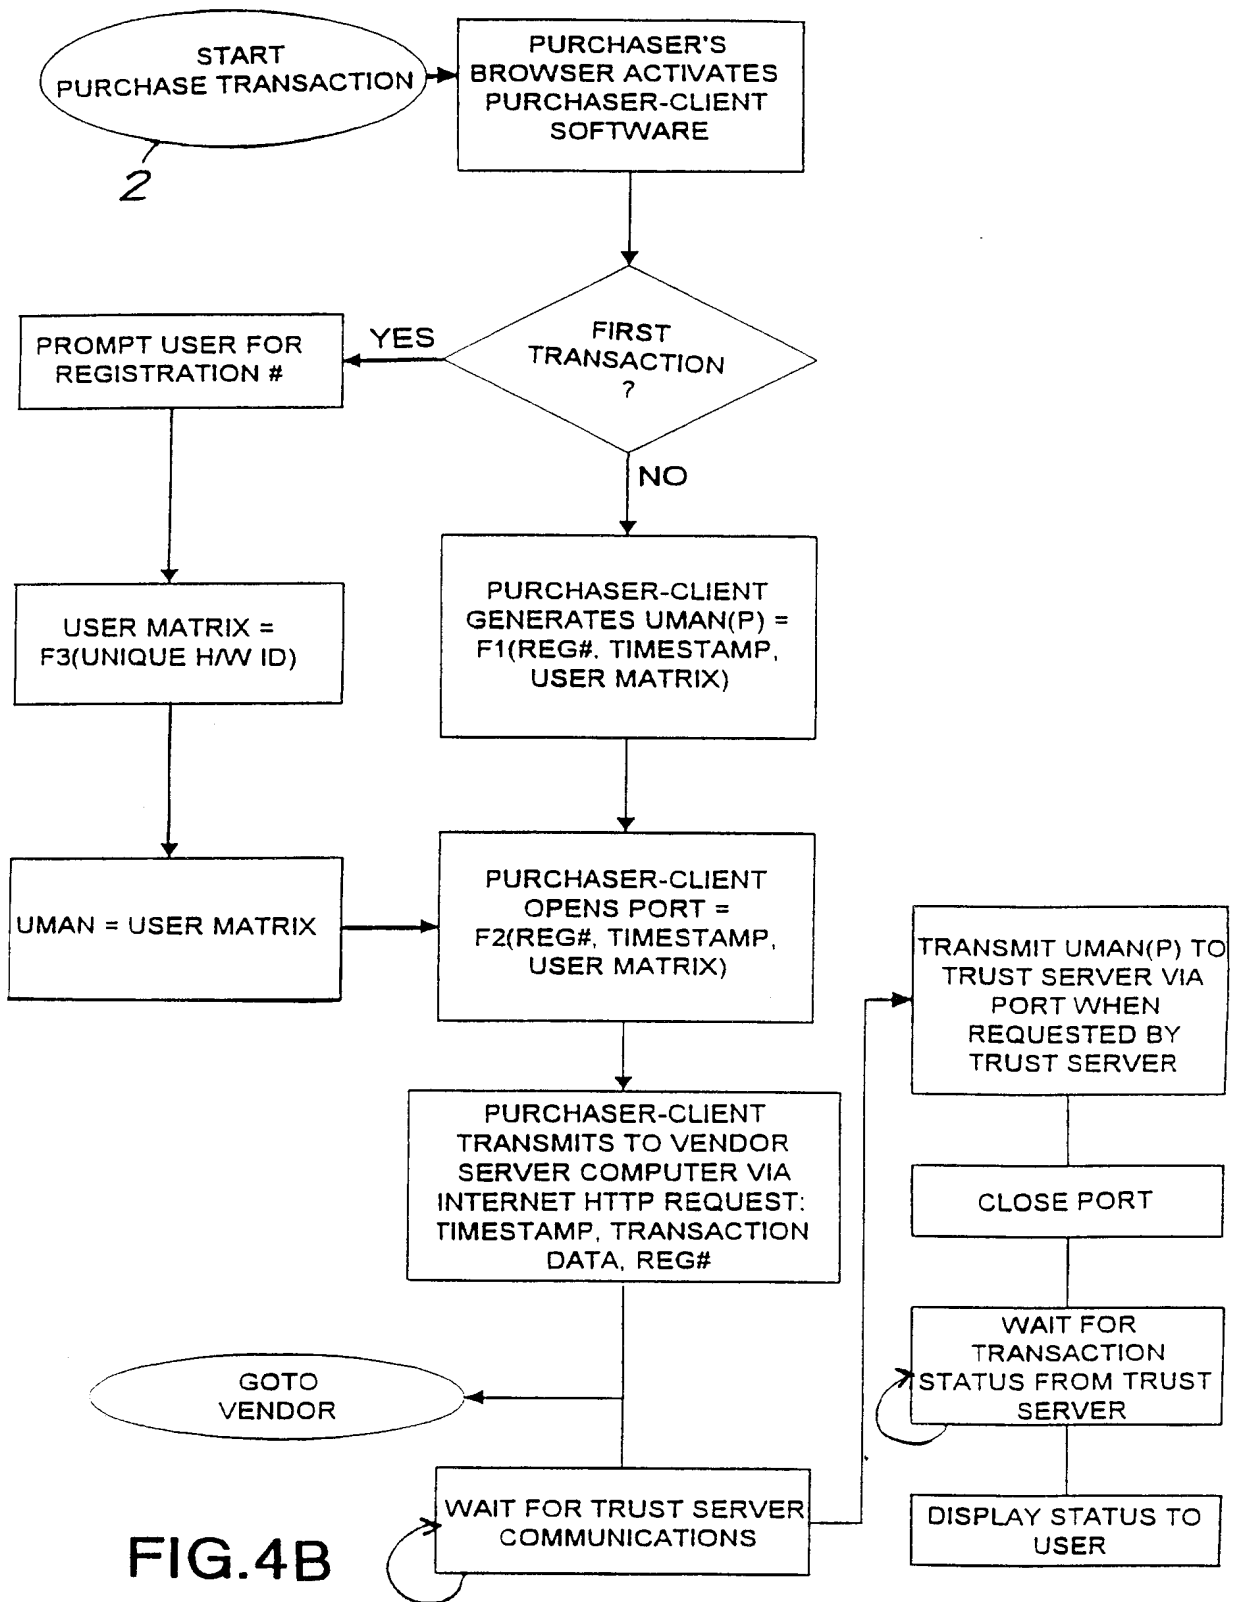 START
PURCHASE TRANSACTION
2
PURCHASER'S
BROWSER ACTIVATES
PURCHASER-CLIENT
SOFTWARE
FIRST
TRANSACTION
?
YES
PROMPT USER FOR
REGISTRATION #
NO
USER MATRIX =
F3(UNIQUE H/W ID)
PURCHASER-CLIENT
GENERATES UMAN(P) =
F1(REG#, TIMESTAMP,
USER MATRIX)
UMAN = USER MATRIX
PURCHASER-CLIENT
OPENS PORT =
F2(REG#, TIMESTAMP,
USER MATRIX)
PURCHASER-CLIENT
TRANSMITS TO VENDOR
SERVER COMPUTER VIA
INTERNET HTTP REQUEST:
TIMESTAMP, TRANSACTION
DATA, REG#
GOTO
VENDOR
WAIT FOR TRUST SERVER
COMMUNICATIONS
TRANSMIT UMAN(P) TO
TRUST SERVER VIA
PORT WHEN
REQUESTED BY
TRUST SERVER
CLOSE PORT
WAIT FOR
TRANSACTION
STATUS FROM TRUST
SERVER
DISPLAY STATUS TO
USER
FIG.4B